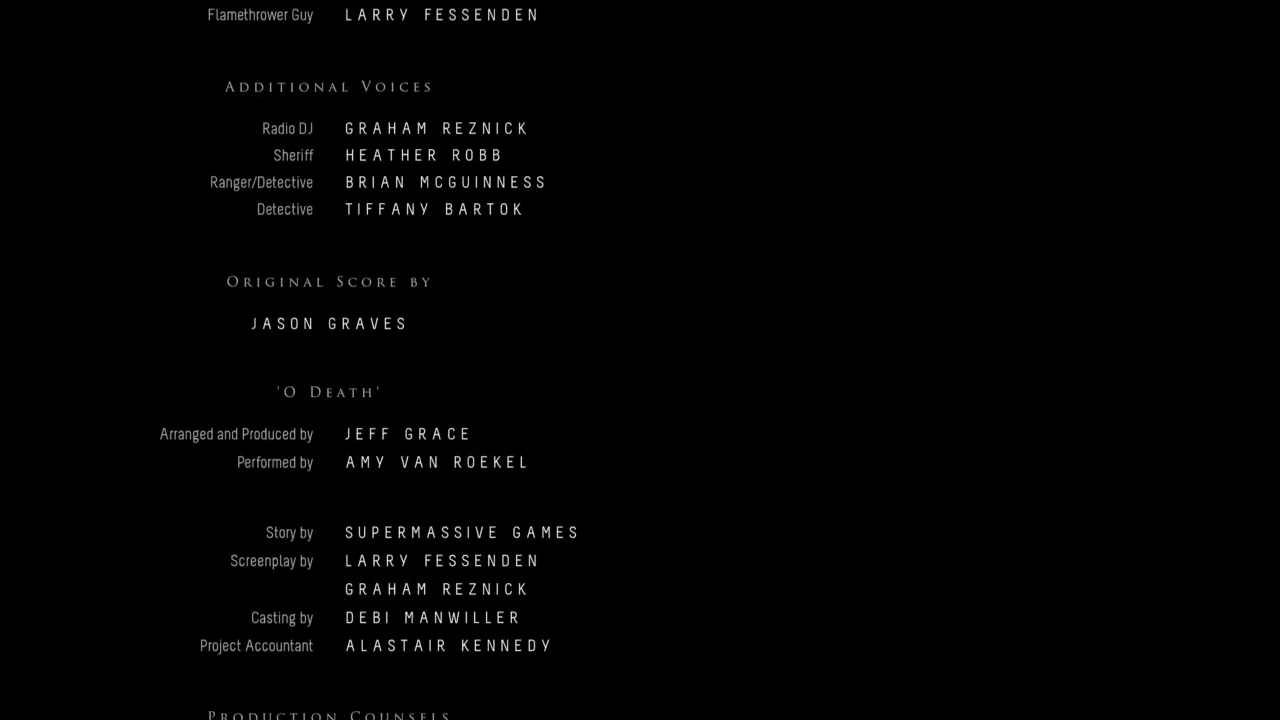 Flamethrower Guy LARRY FESSENDEN
ADDITIONAL VOICES
Radio DJ GRAHAM REZNICK
Sheriff HEATHER ROBB
Ranger/Detective BRIAN MCGUINNESS
Detective TIFFANY BARTOK
ORIGINAL SCORE BY
JASON GRAVES
'O DEATH'
Arranged and Produced by JEFF GRACE
Performed by AMY VAN ROEKEL
Story by SUPERMASSIVE GAMES
Screenplay by LARRY FESSENDEN
GRAHAM REZNICK
Casting by DEBI MANWILLER
Project Accountant ALASTAIR KENNEDY
PRODUCTION COUNSELS